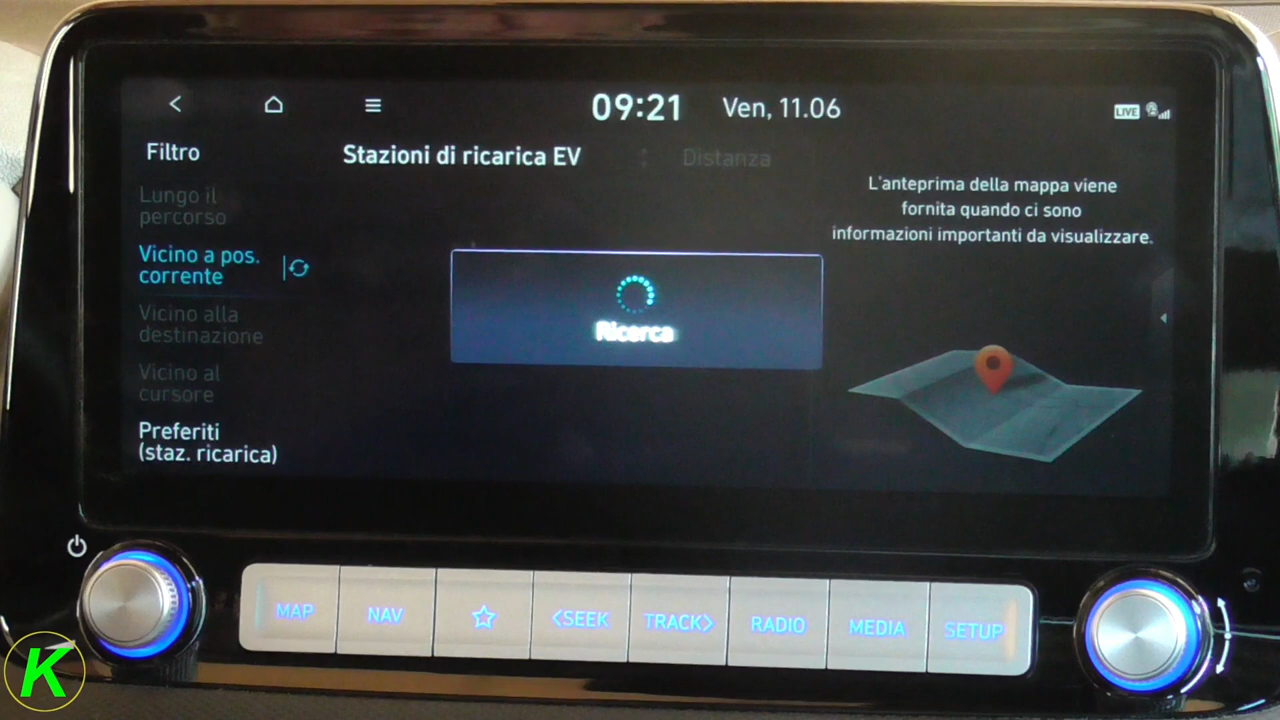 09:21 Ven, 11.06 LIVE
Filtro
Stazioni di ricarica EV
Distanza
Lungo il
percorso
Vicino a pos.
corrente
Vicino alla
destinazione
Vicino al
cursore
Preferiti
(staz. ricarica)
Ricerca
L'anteprima della mappa viene
fornita quando ci sono
informazioni importanti da visualizzare.
MAP NAV <SEEK TRACK> RADIO MEDIA SETUP
K